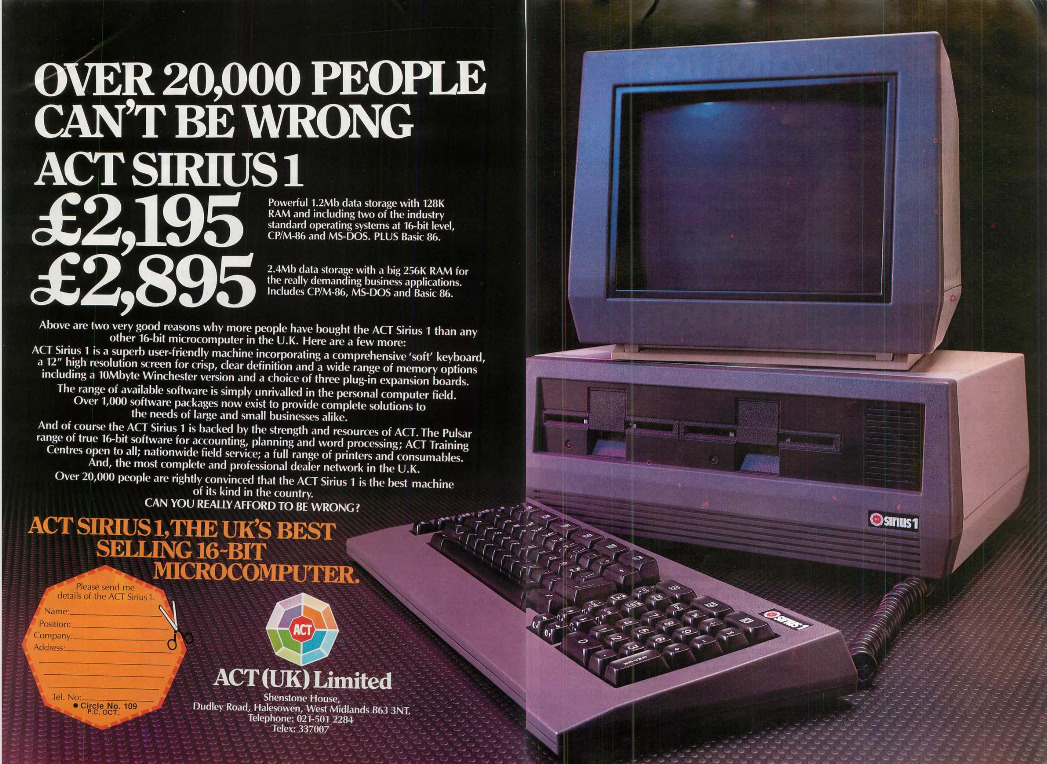 OVER 20,000 PEOPLE
CAN'T BE WRONG
ACT SIRIUS 1
£2,195
Powerful 1.2Mb data storage with 128K
RAM and including two of the industry
standard operating systems at 16-bit level,
CP/M-86 and MS-DOS. PLUS Basic 86.
£2,895
2.4Mb data storage with a big 256K RAM for
the really demanding business applications.
Includes CP/M-86, MS-DOS and Basic 86.
Above are two very good reasons why more people have bought the ACT Sirius 1 than any
other 16-bit microcomputer in the U.K. Here are a few more:
ACT Sirius 1 is a superb user-friendly machine incorporating a comprehensive 'soft' keyboard,
a 12" high resolution screen for crisp, clear definition and a wide range of memory options
including a 10Mbyte Winchester version and a choice of three plug-in expansion boards.
The range of available software is simply unrivalled in the personal computer field.
Over 1,000 software packages now exist to provide complete solutions to
the needs of large and small businesses alike.
And of course the ACT Sirius 1 is backed by the strength and resources of ACT. The Pulsar
range of true 16-bit software for accounting, planning and word processing; ACT Training
Centres open to all; nationwide field service; a full range of printers and consumables.
And, the most complete and professional dealer network in the U.K.
Over 20,000 people are rightly convinced that the ACT Sirius 1 is the best machine
of its kind in the country.
CAN YOU REALLY AFFORD TO BE WRONG?
ACT SIRIUS 1, THE UK'S BEST
SELLING 16-BIT
MICROCOMPUTER.
Please send me
details of the ACT Sirius 1.
Name:
Position:
Company:
Address:
Tel. No:
● Circle No. 109
P.C. OCT.
ACT
ACT (UK) Limited
Shenstone House,
Dudley Road, Halesowen, West Midlands B63 3NT.
Telephone: 021-501 2284
Telex: 337007
sirius 1
sirius 1